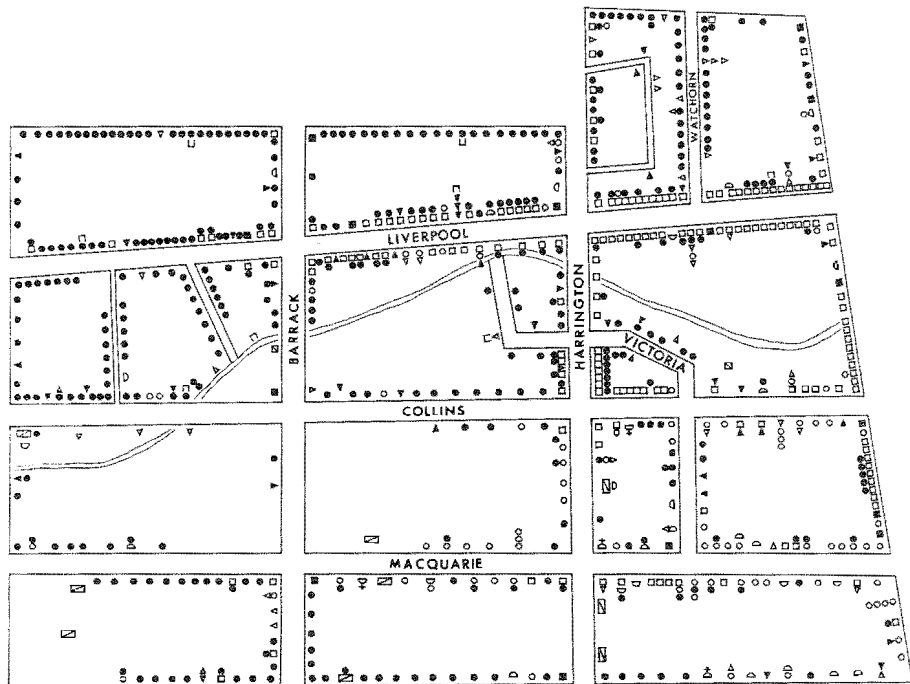 WATCHORN
LIVERPOOL
BARRACK
HARRINGTON
VICTORIA
COLLINS
MACQUARIE